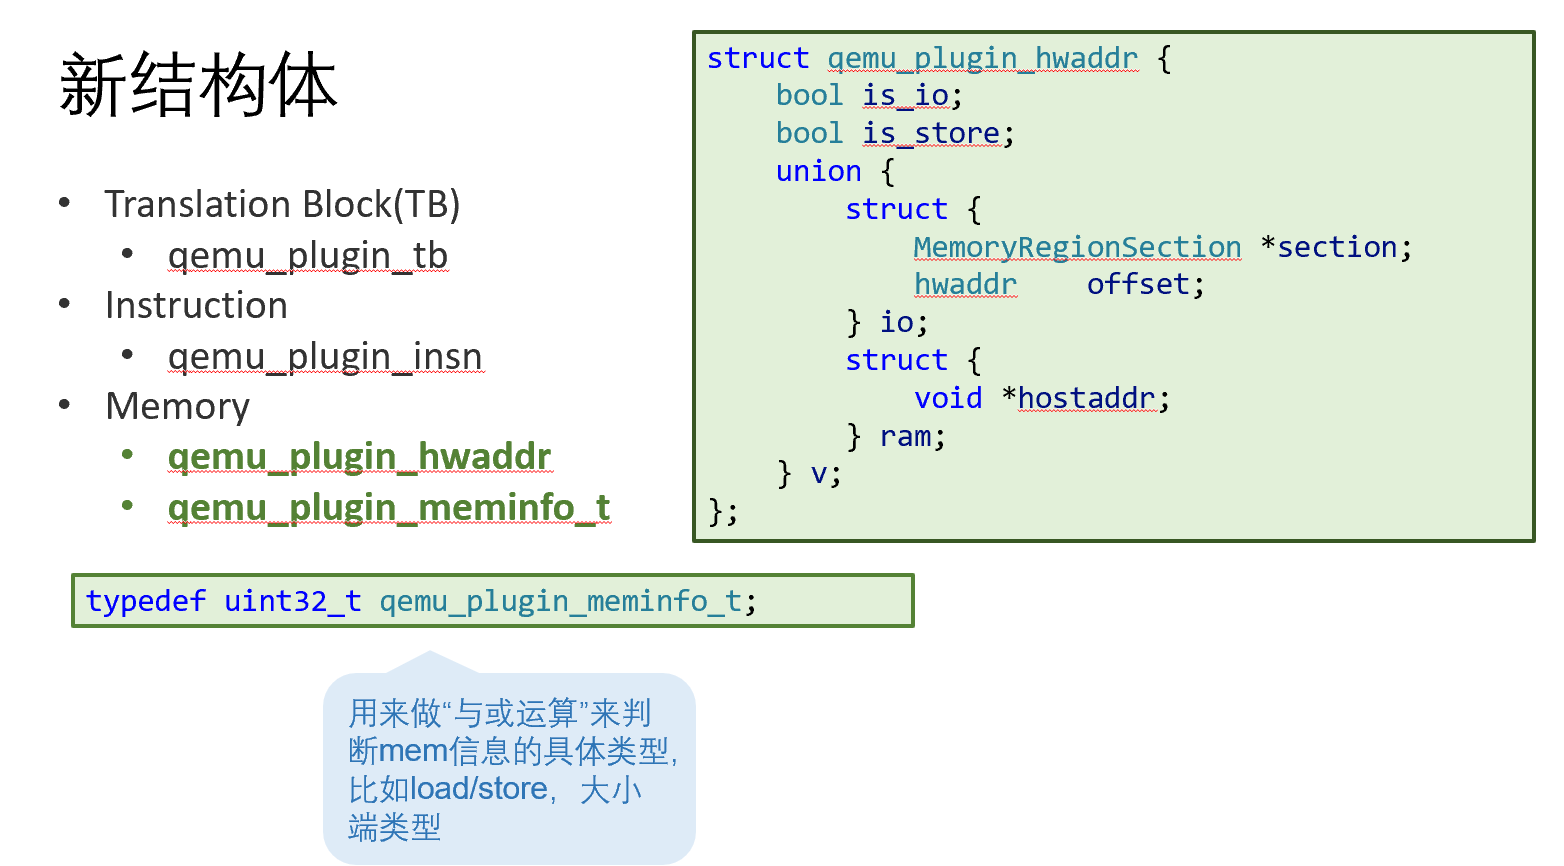 新结构体
• Translation Block(TB)
• qemu_plugin_tb
• Instruction
• qemu_plugin_insn
• Memory
• qemu_plugin_hwaddr
• qemu_plugin_meminfo_t
struct qemu_plugin_hwaddr {
    bool is_io;
    bool is_store;
    union {
        struct {
            MemoryRegionSection *section;
            hwaddr    offset;
        } io;
        struct {
            void *hostaddr;
        } ram;
    } v;
};
typedef uint32_t qemu_plugin_meminfo_t;
用来做“与或运算”来判
断mem信息的具体类型,
比如load/store，大小
端类型